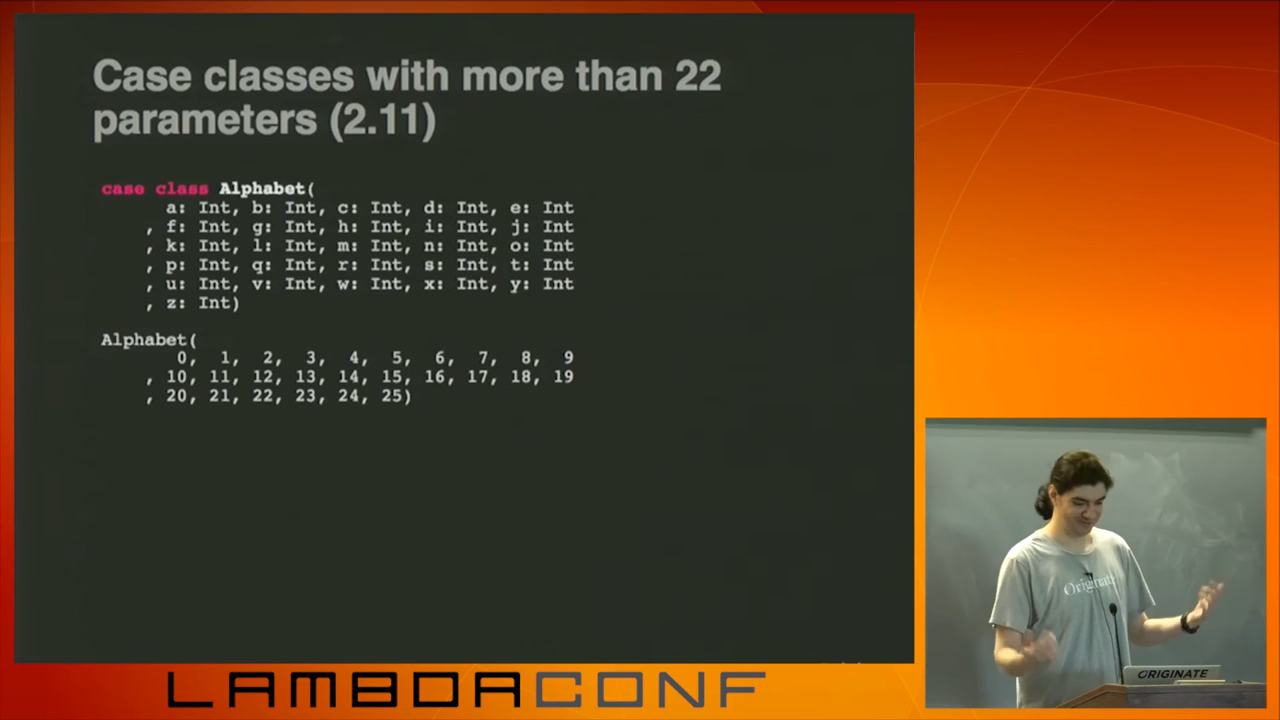 Case classes with more than 22
parameters (2.11)
case class Alphabet(
a: Int, b: Int, c: Int, d: Int, e: Int
, f: Int, g: Int, h: Int, i: Int, j: Int
, k: Int, l: Int, m: Int, n: Int, o: Int
, p: Int, q: Int, r: Int, s: Int, t: Int
, u: Int, v: Int, w: Int, x: Int, y: Int
, z: Int)
Alphabet(
0, 1, 2, 3, 4, 5, 6, 7, 8, 9
, 10, 11, 12, 13, 14, 15, 16, 17, 18, 19
, 20, 21, 22, 23, 24, 25)
Originate
ORIGINATE
LAMBDACONF